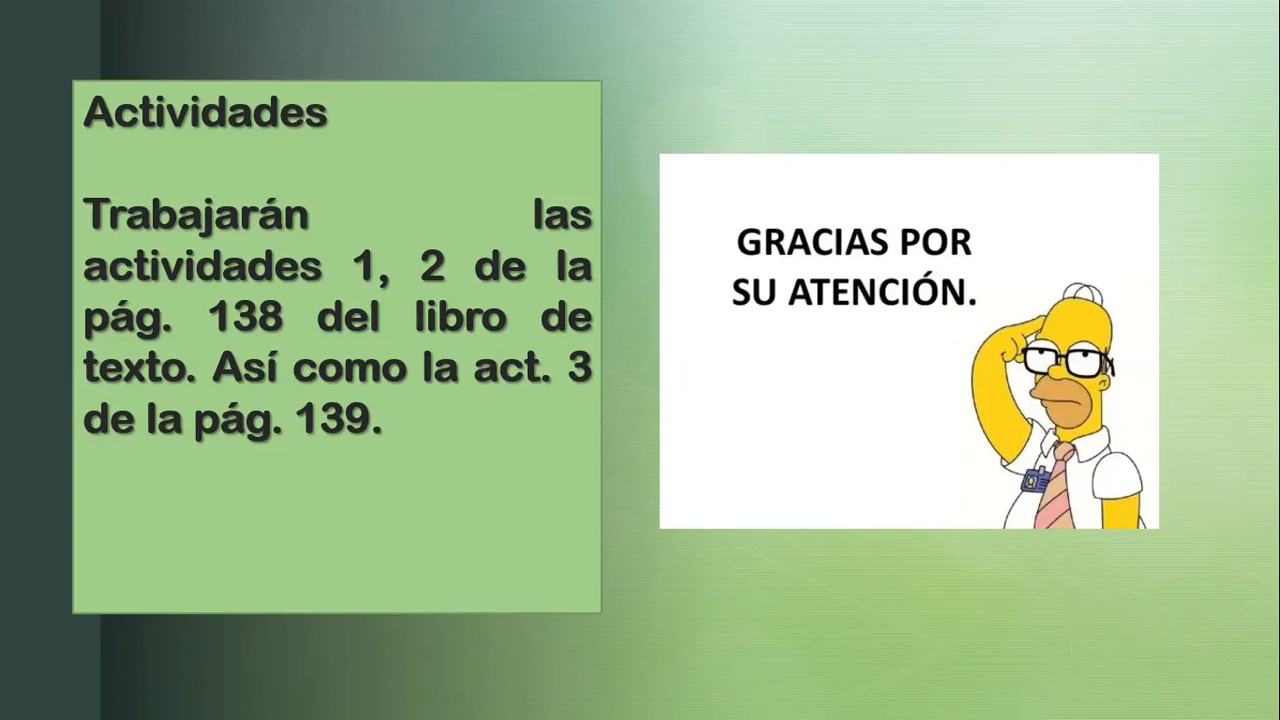 Actividades
Trabajarán las
actividades 1, 2 de la
pág. 138 del libro de
texto. Así como la act. 3
de la pág. 139.
GRACIAS POR
SU ATENCIÓN.